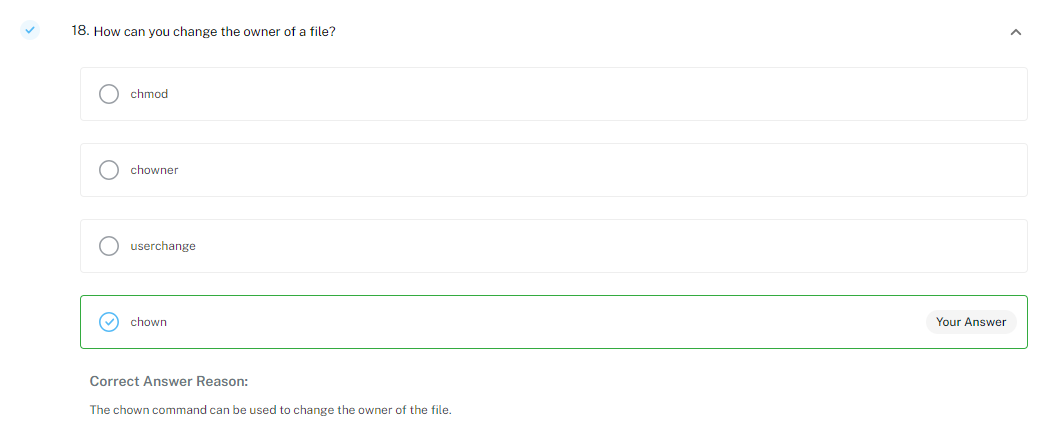 18. How can you change the owner of a file?
chmod
chowner
userchange
chown
Your Answer
Correct Answer Reason:
The chown command can be used to change the owner of the file.